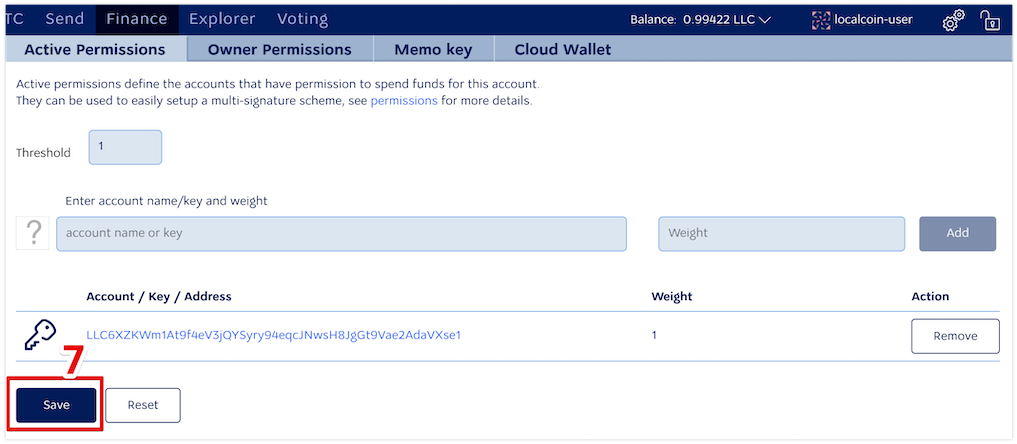 TC Send Finance Explorer Voting Balance: 0.99422 LLC localcoin-user
Active Permissions Owner Permissions Memo key Cloud Wallet
Active permissions define the accounts that have permission to spend funds for this account.
They can be used to easily setup a multi-signature scheme, see permissions for more details.
Threshold 1
Enter account name/key and weight
? account name or key Weight Add
Account / Key / Address Weight Action
LLC6XZKWm1At9f4eV3jQYSyry94eqcJNwsH8JgGt9Vae2AdaVXse1 1 Remove
7
Save Reset